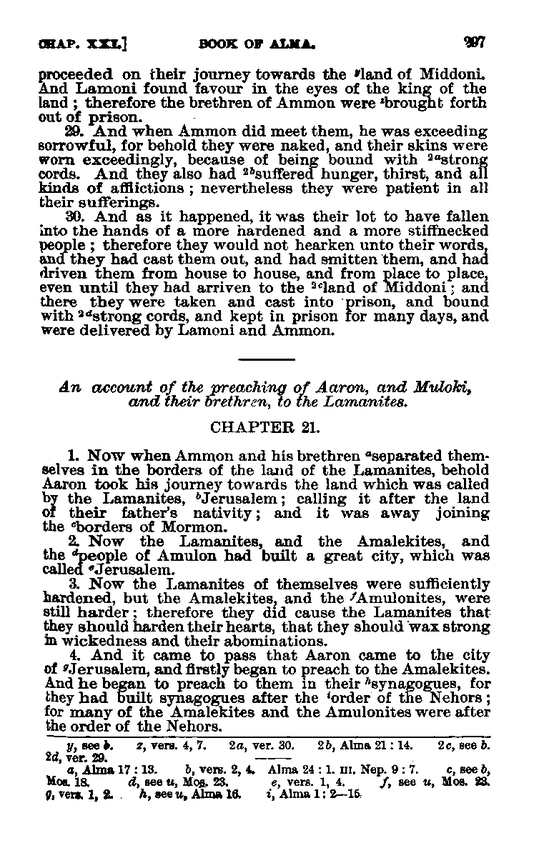 CHAP. XXI.] BOOK OF ALMA. 297
proceeded on their journey towards the ʸland of Middoni.
And Lamoni found favour in the eyes of the king of the
land ; therefore the brethren of Ammon were ᶻbrought forth
out of prison.
29. And when Ammon did meet them, he was exceeding
sorrowful, for behold they were naked, and their skins were
worn exceedingly, because of being bound with ²ᵃstrong
cords. And they also had ²ᵇsuffered hunger, thirst, and all
kinds of afflictions ; nevertheless they were patient in all
their sufferings.
30. And as it happened, it was their lot to have fallen
into the hands of a more hardened and a more stiffnecked
people ; therefore they would not hearken unto their words,
and they had cast them out, and had smitten them, and had
driven them from house to house, and from place to place,
even until they had arriven to the ²ᶜland of Middoni ; and
there they were taken and cast into prison, and bound
with ²ᵈstrong cords, and kept in prison for many days, and
were delivered by Lamoni and Ammon.
An account of the preaching of Aaron, and Muloki,
and their brethren, to the Lamanites.
CHAPTER 21.
1. Now when Ammon and his brethren ᵃseparated them-
selves in the borders of the land of the Lamanites, behold
Aaron took his journey towards the land which was called
by the Lamanites, ᵇJerusalem ; calling it after the land
of their father's nativity ; and it was away joining
the ᶜborders of Mormon.
2. Now the Lamanites, and the Amalekites, and
the ᵈpeople of Amulon had built a great city, which was
called ᵉJerusalem.
3. Now the Lamanites of themselves were sufficiently
hardened, but the Amalekites, and the ᶠAmulonites, were
still harder ; therefore they did cause the Lamanites that
they should harden their hearts, that they should wax strong
in wickedness and their abominations.
4. And it came to pass that Aaron came to the city
of ᵍJerusalem, and firstly began to preach to the Amalekites.
And he began to preach to them in their ʰsynagogues, for
they had built synagogues after the ⁱorder of the Nehors ;
for many of the Amalekites and the Amulonites were after
the order of the Nehors.
y, see b. z, vers. 4, 7. 2a, ver. 30. 2b, Alma 21 : 14. 2c, see b.
2d, ver. 29.
a, Alma 17 : 13. b, vers. 2, 4. Alma 24 : 1. III. Nep. 9 : 7. c, see b,
Mos. 18. d, see u, Mos. 23. e, vers. 1, 4. f, see u, Mos. 23.
g, vers. 1, 2. h, see u, Alma 16. i, Alma 1 : 2—15.